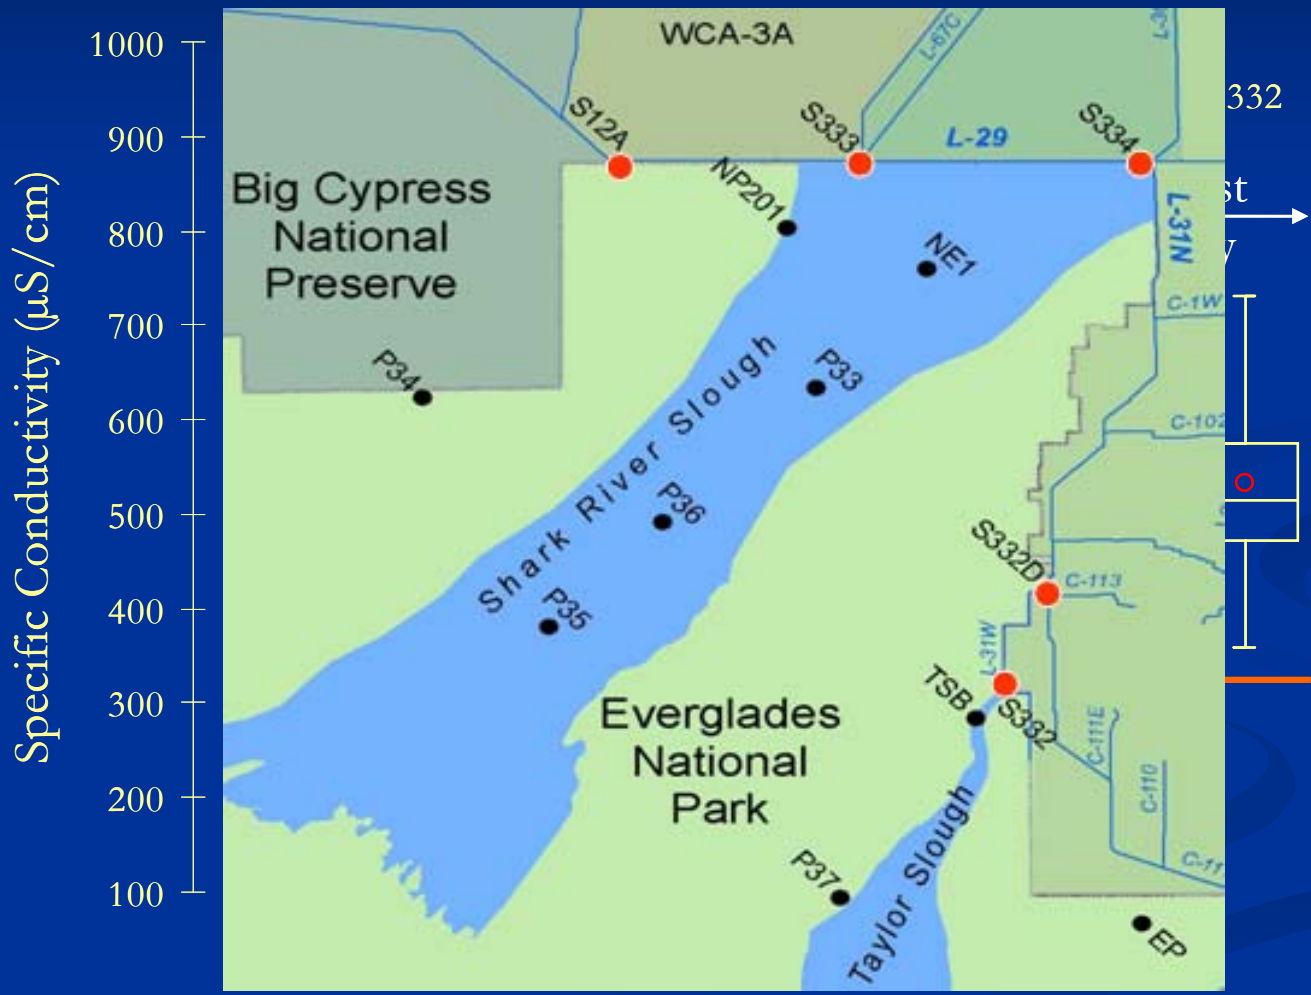 1000
900
800
700
600
500
400
300
200
100
Specific Conductivity (µS/cm)
WCA-3A
L-67C
S12A
S333
L-29
S334
332
NP201
Big Cypress
National
Preserve
st
NE1
L-31N
C-1W
P34
P33
C-102
Shark River Slough
P36
S332D
C-113
P35
L-31W
TSB
S332
Everglades
National
Park
C-111E
C-110
P37
Taylor Slough
C-11
EP